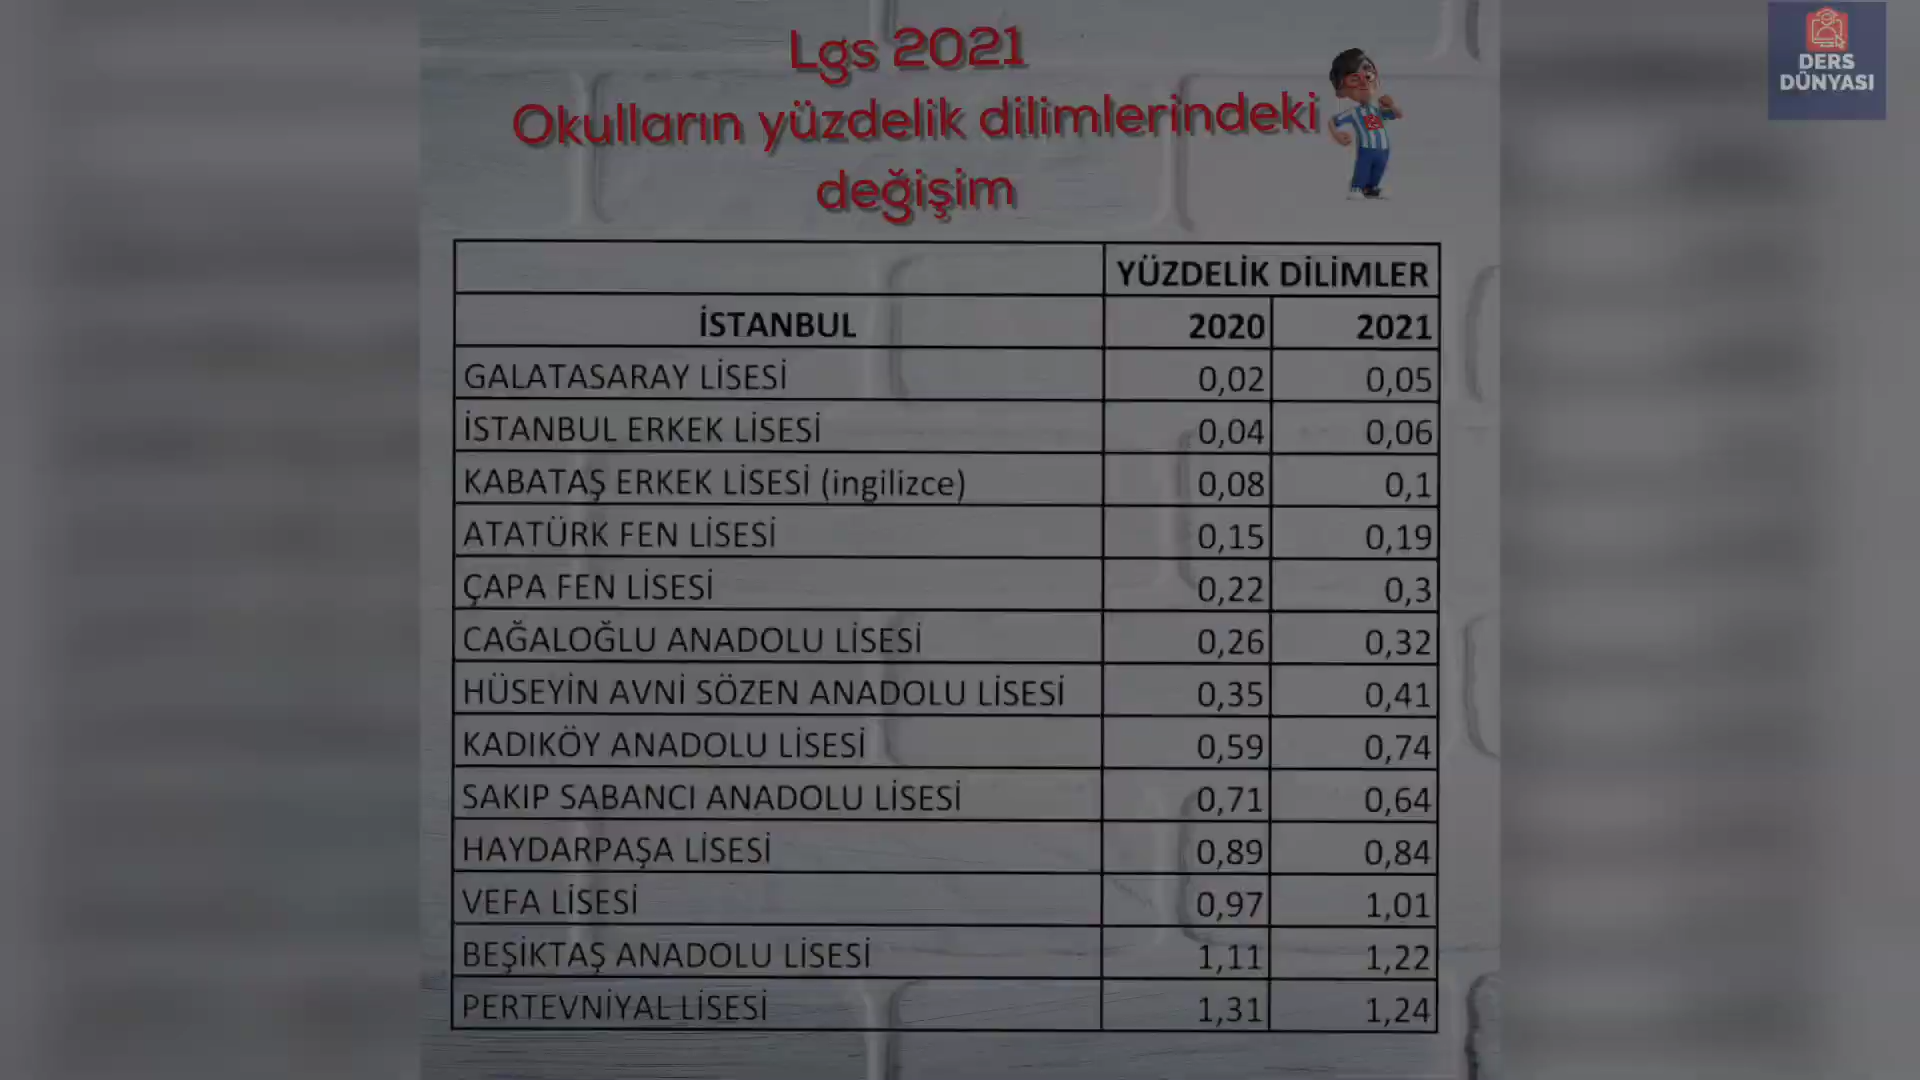 Lgs 2021
Okulların yüzdelik dilimlerindeki
değişim
DERS
DÜNYASI
YÜZDELİK DİLİMLER
İSTANBUL 2020 2021
GALATASARAY LİSESİ 0,02 0,05
İSTANBUL ERKEK LİSESİ 0,04 0,06
KABATAŞ ERKEK LİSESİ (ingilizce) 0,08 0,1
ATATÜRK FEN LİSESİ 0,15 0,19
ÇAPA FEN LİSESİ 0,22 0,3
CAĞALOĞLU ANADOLU LİSESİ 0,26 0,32
HÜSEYİN AVNİ SÖZEN ANADOLU LİSESİ 0,35 0,41
KADIKÖY ANADOLU LİSESİ 0,59 0,74
SAKIP SABANCI ANADOLU LİSESİ 0,71 0,64
HAYDARPAŞA LİSESİ 0,89 0,84
VEFA LİSESİ 0,97 1,01
BEŞİKTAŞ ANADOLU LİSESİ 1,11 1,22
PERTEVNİYAL LİSESİ 1,31 1,24